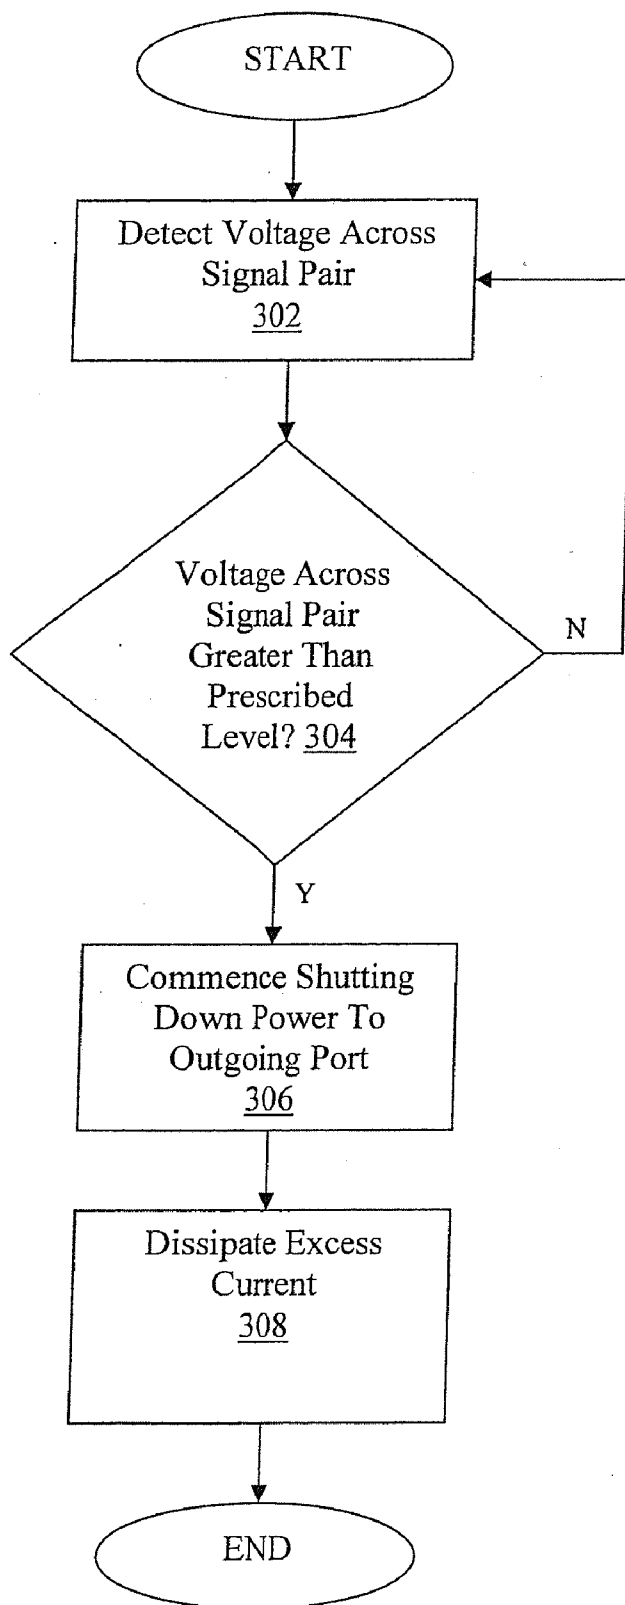 START
Detect Voltage Across
Signal Pair
302
Voltage Across
Signal Pair
Greater Than
Prescribed
Level? 304
N
Y
Commence Shutting
Down Power To
Outgoing Port
306
Dissipate Excess
Current
308
END